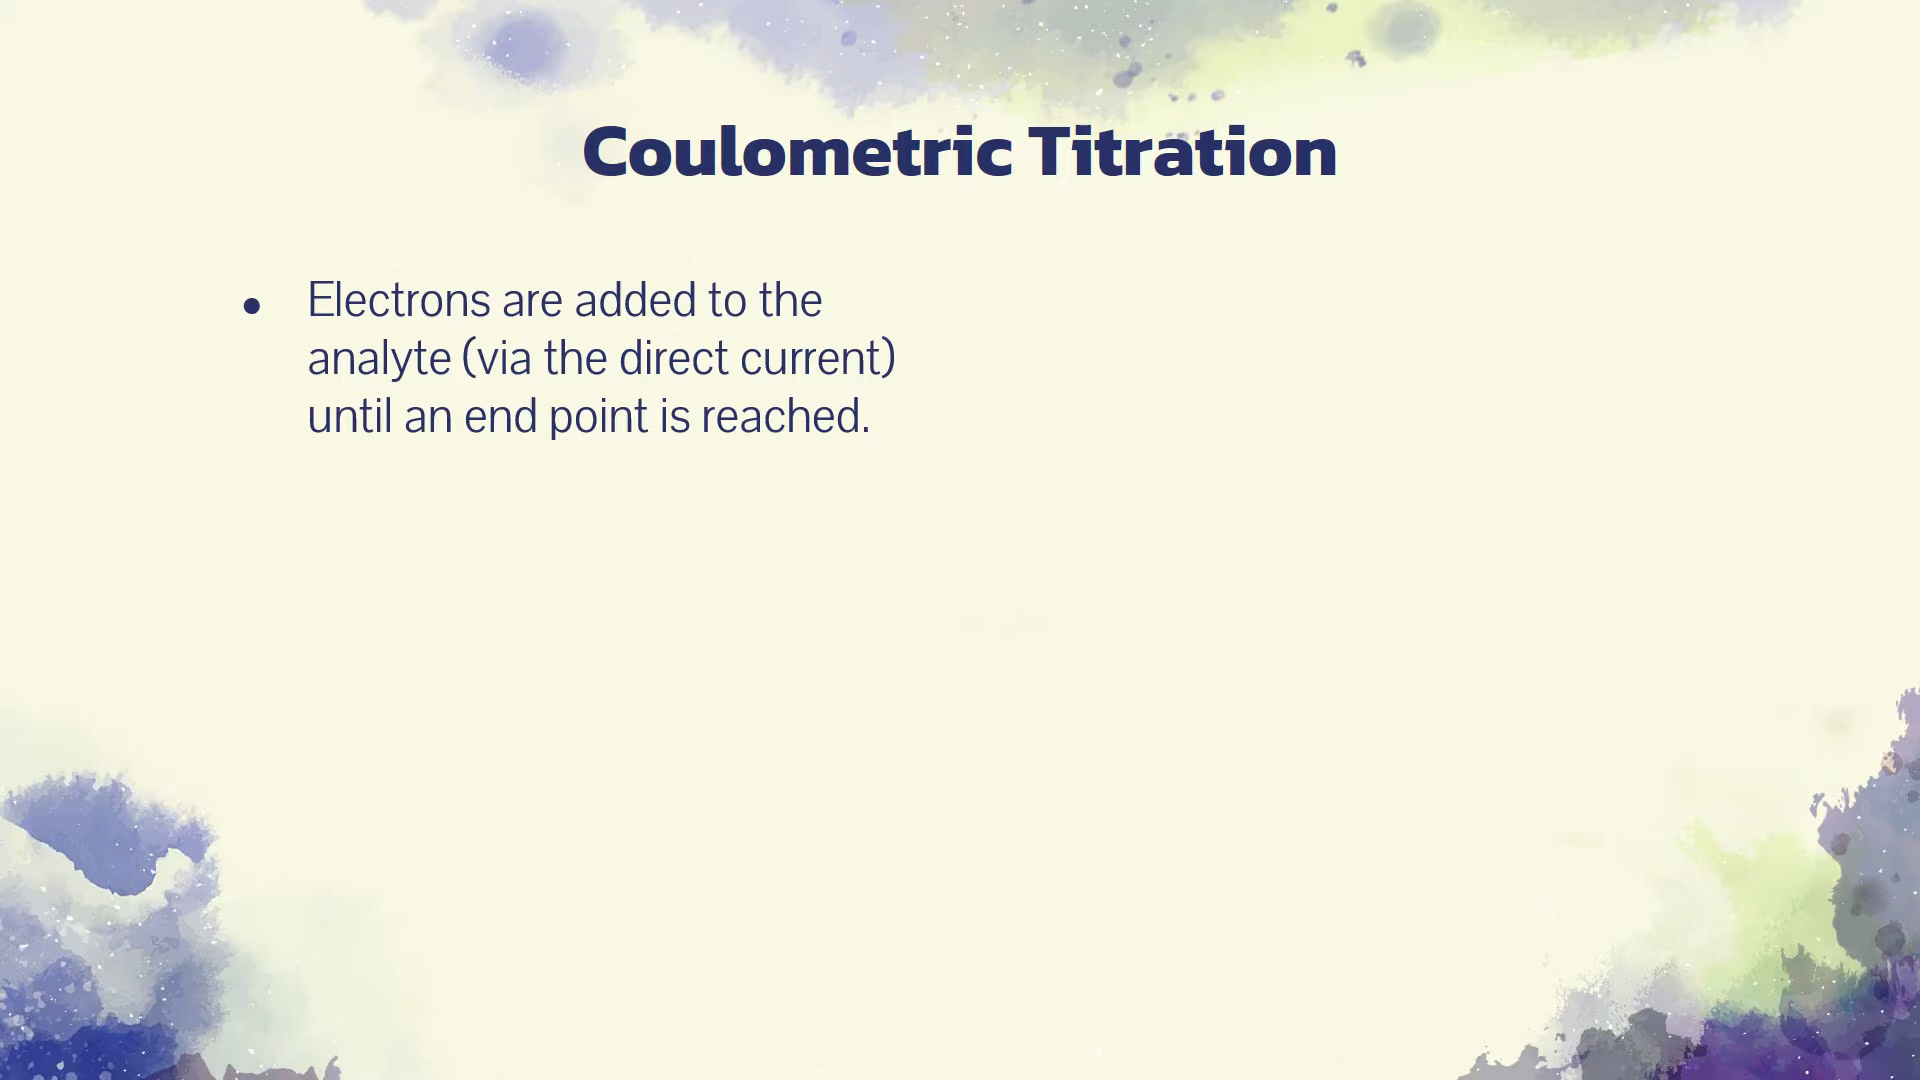 Coulometric Titration
• Electrons are added to the
analyte (via the direct current)
until an end point is reached.